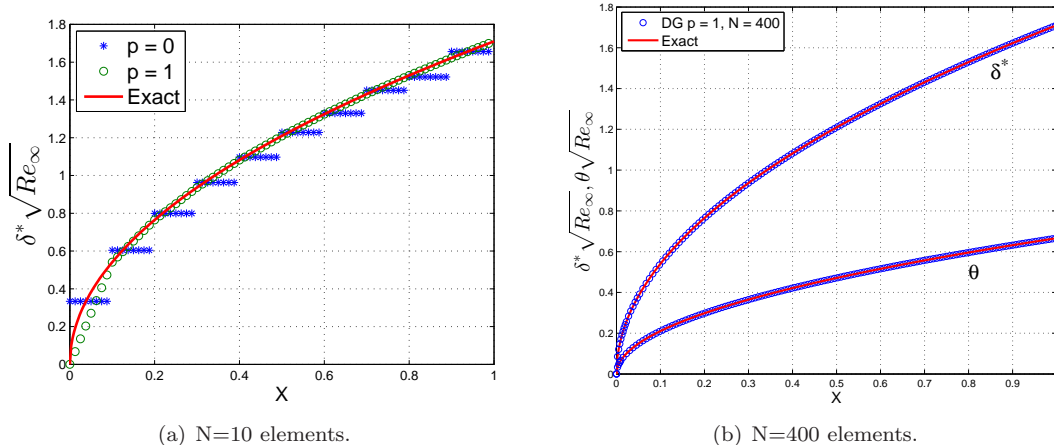 1.8
1.6
1.4
1.2
1
0.8
0.6
0.4
0.2
0
0
0.2
0.4
0.6
0.8
1
X
δ*√Re∞
p = 0
p = 1
Exact
(a) N=10 elements.
1.8
1.6
1.4
1.2
1
0.8
0.6
0.4
0.2
0
0
0.1
0.2
0.3
0.4
0.5
0.6
0.7
0.8
0.9
X
δ*√Re∞, θ√Re∞
DG p = 1, N = 400
Exact
δ*
θ
(b) N=400 elements.